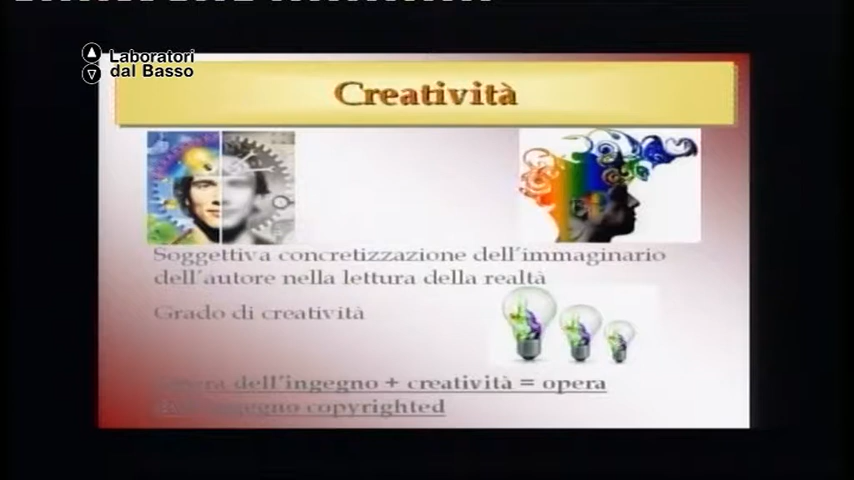 Laboratori
dal Basso
Creatività
Soggettiva concretizzazione dell'immaginario
dell'autore nella lettura della realtà
Grado di creatività
dell'ingegno + creatività = opera
copyrighted